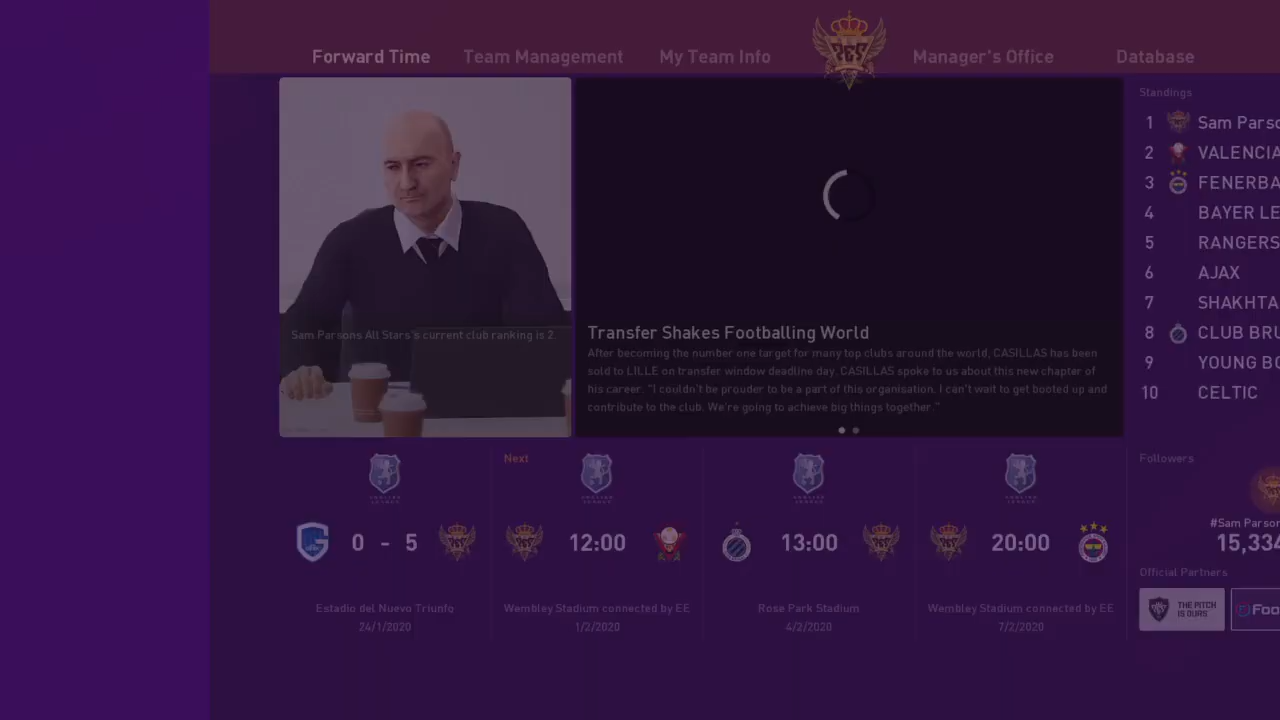 Forward Time
Team Management
My Team Info
PES
Manager's Office
Database
Sam Parsons All Stars's current club ranking is 2.
Transfer Shakes Footballing World
After becoming the number one target for many top clubs around the world, CASILLAS has been
sold to LILLE on transfer window deadline day. CASILLAS spoke to us about this new chapter of
his career. "I couldn't be prouder to be a part of this organisation. I can't wait to get booted up and
contribute to the club. We're going to achieve big things together."
Standings
1 Sam Parso
2 VALENCIA
3 FENERBA
4 BAYER LE
5 RANGERS
6 AJAX
7 SHAKHTA
8 CLUB BRU
9 YOUNG BO
10 CELTIC
0 - 5
Estadio del Nuevo Triunfo
24/1/2020
Next
12:00
Wembley Stadium connected by EE
1/2/2020
13:00
Rose Park Stadium
4/2/2020
20:00
Wembley Stadium connected by EE
7/2/2020
Followers
#Sam Parson
15,334
Official Partners
THE PITCH
IS OURS
Foo